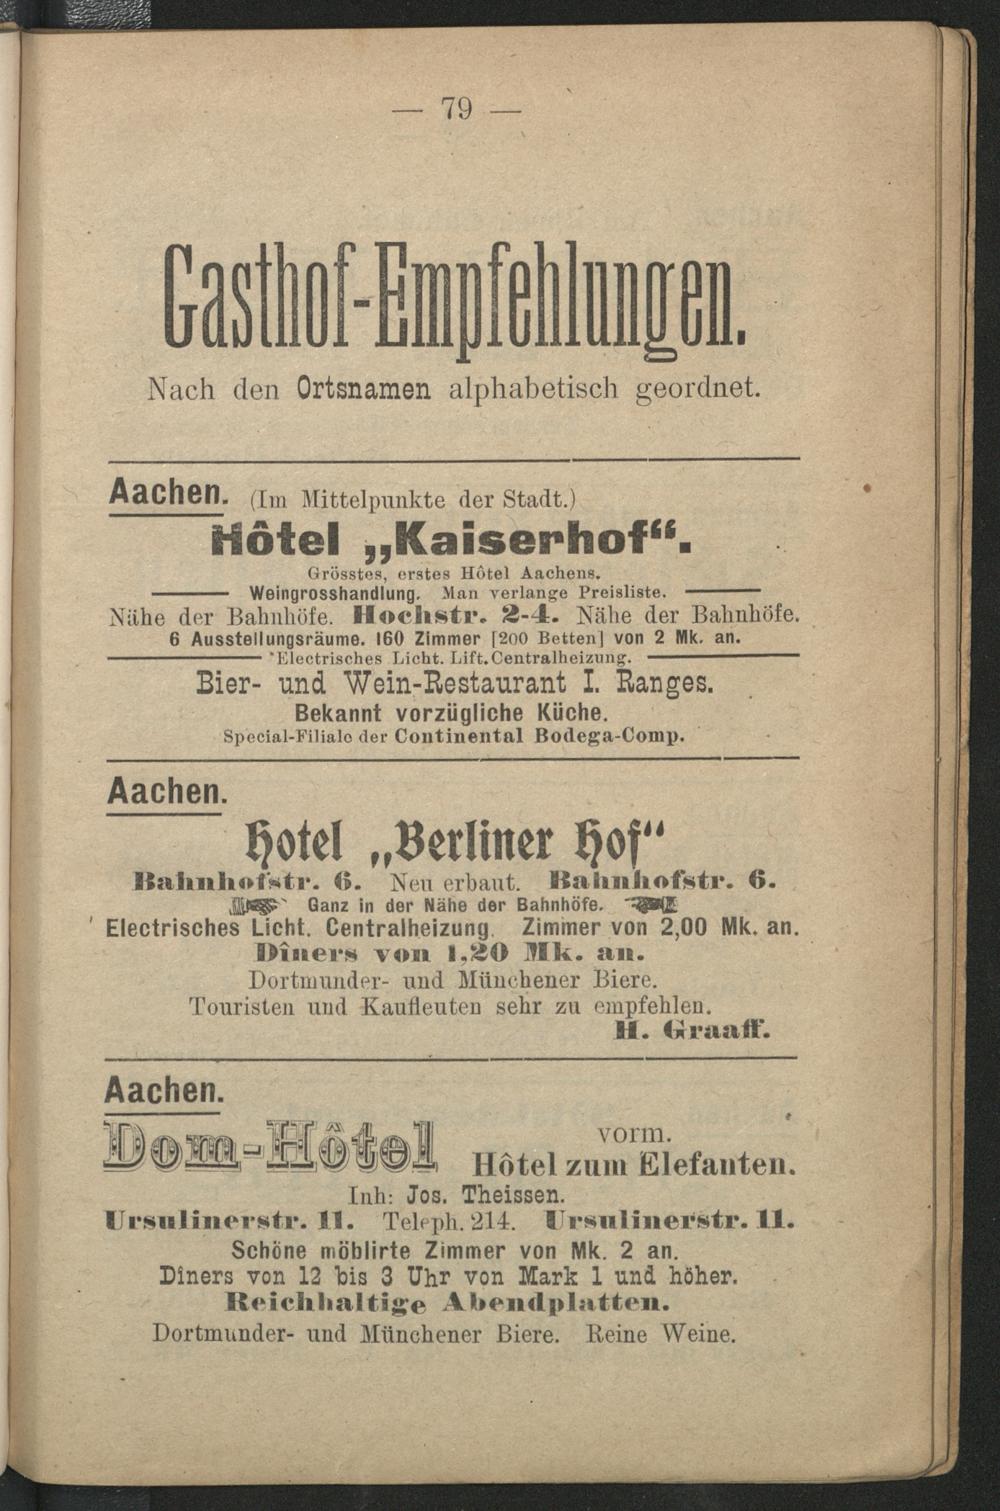 — 79 —
Gasthof-Empfehlungen.
Nach den Ortsnamen alphabetisch geordnet.
Aachen. (Im Mittelpunkte der Stadt.)
Hôtel „Kaiserhof“.
Grösstes, erstes Hôtel Aachens.
Weingrosshandlung. Man verlange Preisliste.
Nähe der Bahnhöfe. Hochstr. 2-4. Nähe der Bahnhöfe.
6 Ausstellungsräume. 160 Zimmer [200 Betten] von 2 Mk. an.
Electrisches Licht. Lift. Centralheizung.
Bier- und Wein-Restaurant I. Ranges.
Bekannt vorzügliche Küche.
Special-Filiale der Continental Bodega-Comp.
Aachen.
Hotel „Berliner Hof“
Bahnhofstr. 6. Neu erbaut. Bahnhofstr. 6.
Ganz in der Nähe der Bahnhöfe.
Electrisches Licht. Centralheizung. Zimmer von 2,00 Mk. an.
Dîners von 1,20 Mk. an.
Dortmunder- und Münchener Biere.
Touristen und Kaufleuten sehr zu empfehlen.
H. Graaff.
Aachen.
Dom-Hôtel vorm.
Hôtel zum Elefanten.
Inh: Jos. Theissen.
Ursulinerstr. 11. Teleph. 214. Ursulinerstr. 11.
Schöne möblirte Zimmer von Mk. 2 an.
Dîners von 12 bis 3 Uhr von Mark 1 und höher.
Reichhaltige Abendplatten.
Dortmunder- und Münchener Biere. Reine Weine.